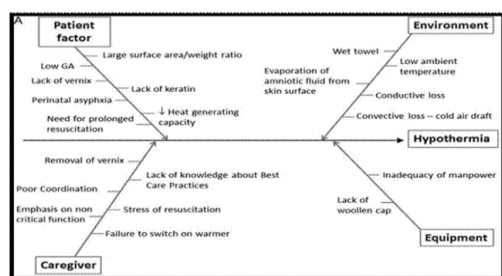 A
Patient
factor
Large surface area/weight ratio
Low GA
Lack of vernix
Lack of keratin
Perinatal asyphxia
↓ Heat generating
capacity
Need for prolonged
resuscitation
Environment
Wet towel
Low ambient
temperature
Evaporation of
amniotic fluid from
skin surface
Conductive loss
Convective loss – cold air draft
Hypothermia
Removal of vernix
Lack of knowledge about Best
Care Practices
Poor Coordination
Emphasis on non
critical function
Stress of resuscitation
Failure to switch on warmer
Caregiver
Inadequacy of manpower
Lack of
woollen cap
Equipment